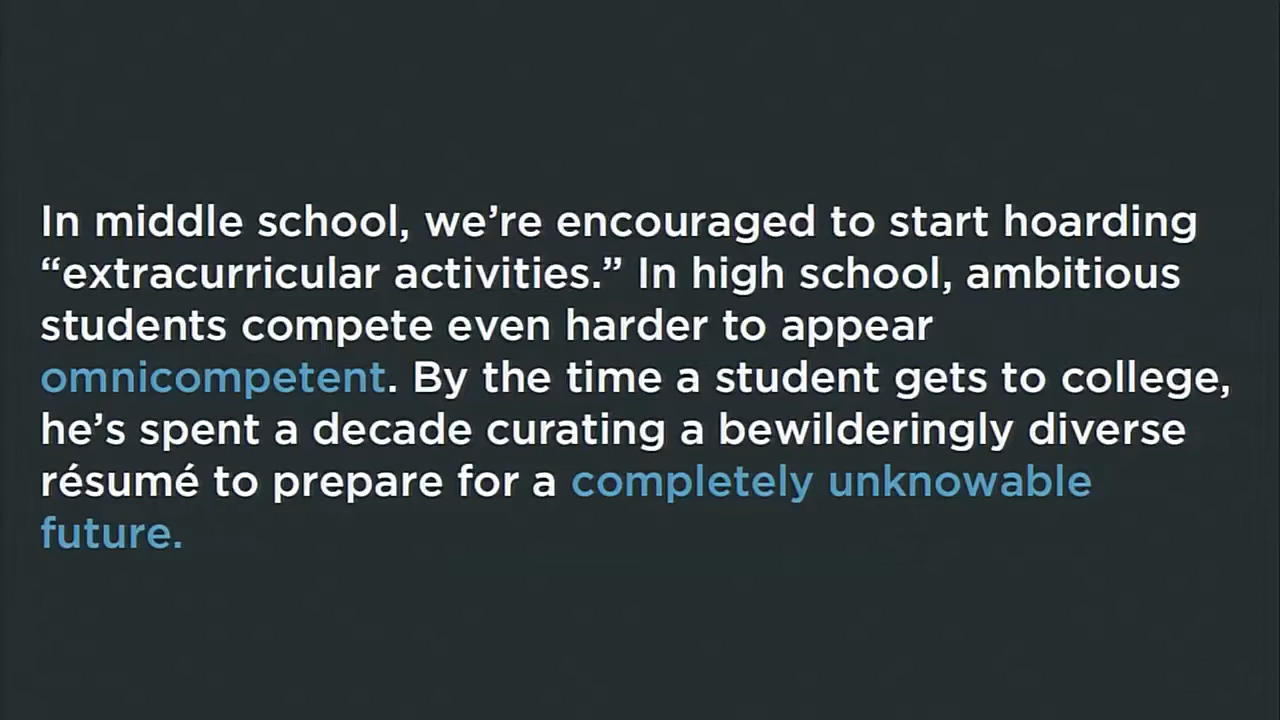 In middle school, we’re encouraged to start hoarding
“extracurricular activities.” In high school, ambitious
students compete even harder to appear
omnicompetent. By the time a student gets to college,
he’s spent a decade curating a bewilderingly diverse
résumé to prepare for a completely unknowable
future.